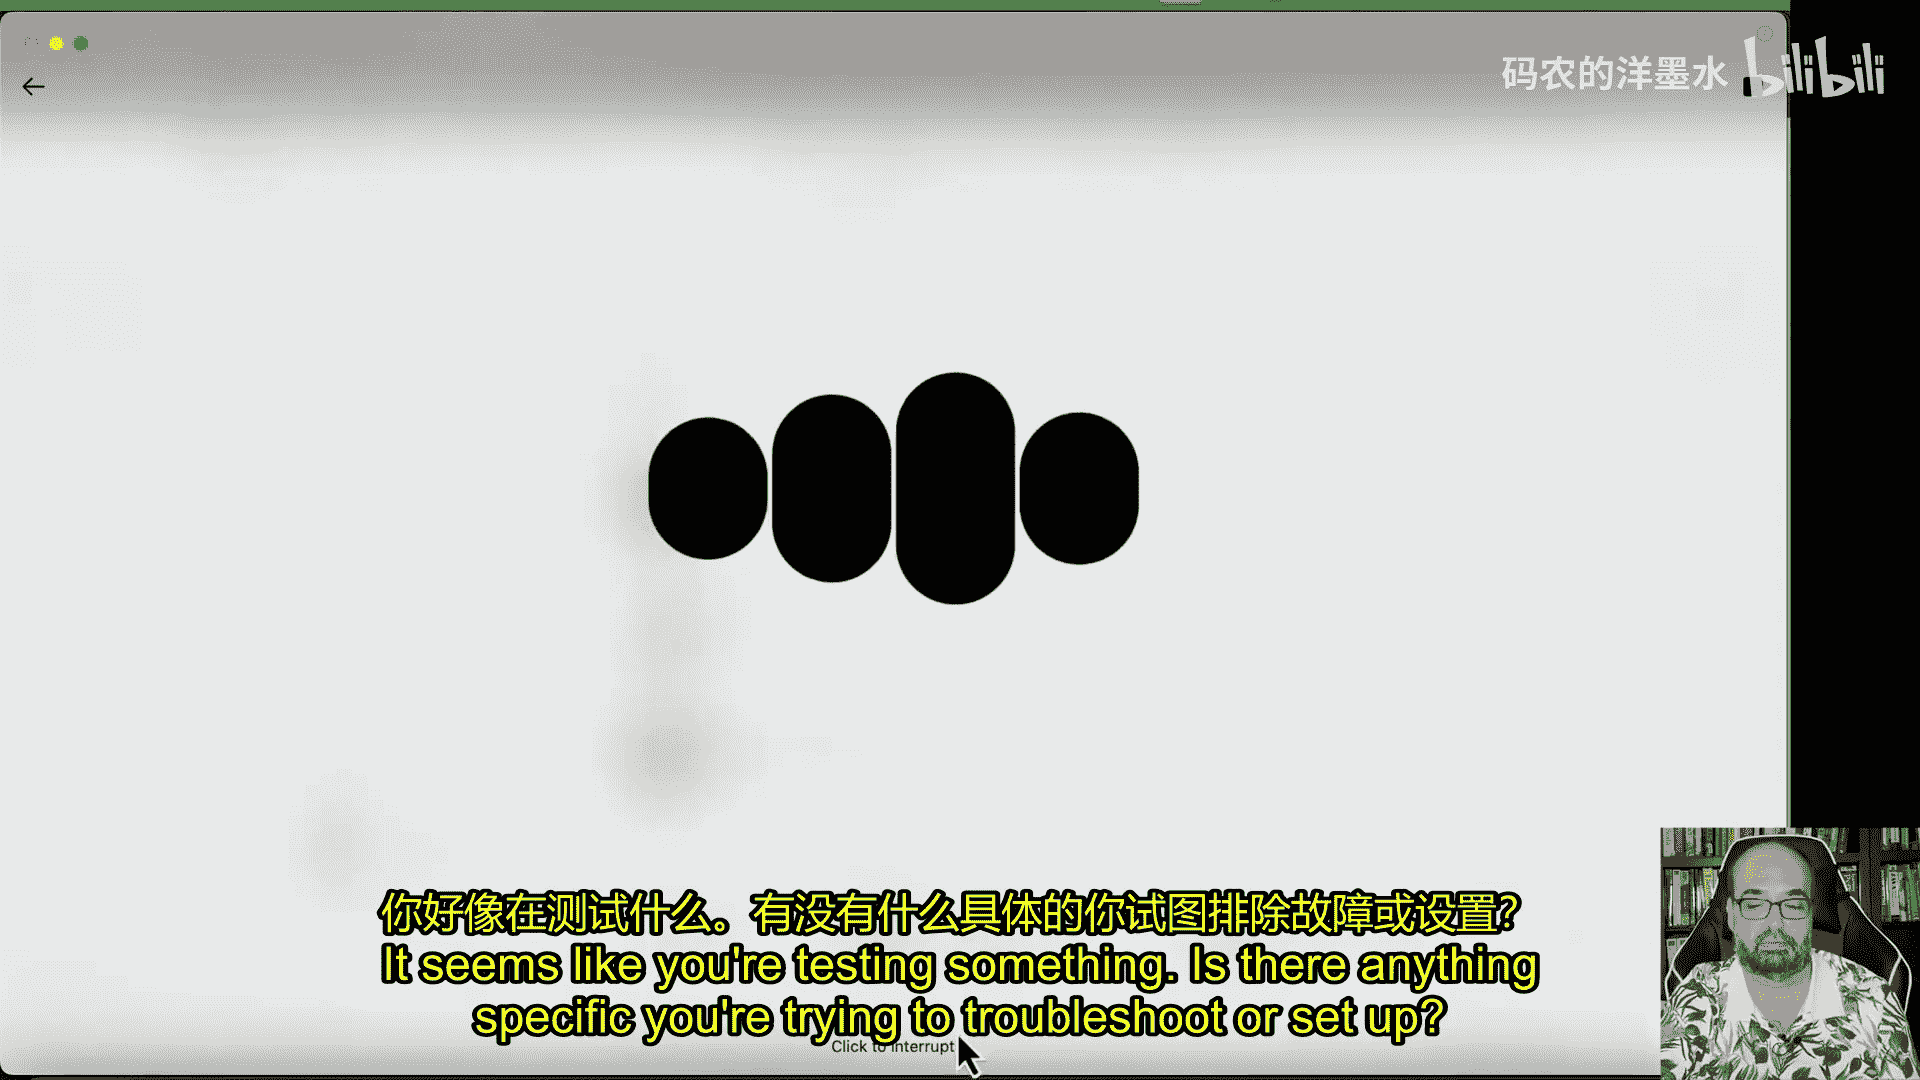 码农的洋墨水 bilibili
你好像在测试什么。有没有什么具体的你试图排除故障或设置？
It seems like you're testing something. Is there anything
specific you're trying to troubleshoot or set up?
Click to interrupt